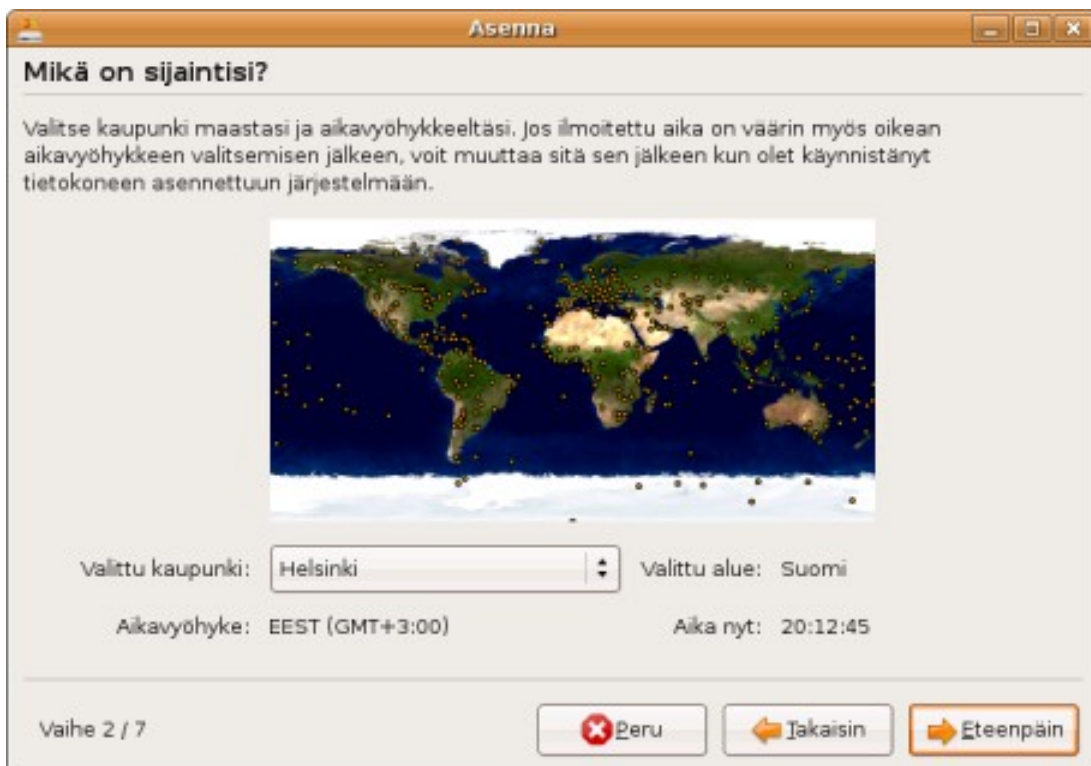 Asenna
Mikä on sijaintisi?
Valitse kaupunki maastasi ja aikavyöhykkeeltäsi. Jos ilmoitettu aika on väärin myös oikean
aikavyöhykkeen valitsemisen jälkeen, voit muuttaa sitä sen jälkeen kun olet käynnistänyt
tietokoneen asennettuun järjestelmään.
Valittu kaupunki: Helsinki Valittu alue: Suomi
Aikavyöhyke: EEST (GMT+3:00) Aika nyt: 20:12:45
Vaihe 2 / 7 Peru Takaisin Eteenpäin